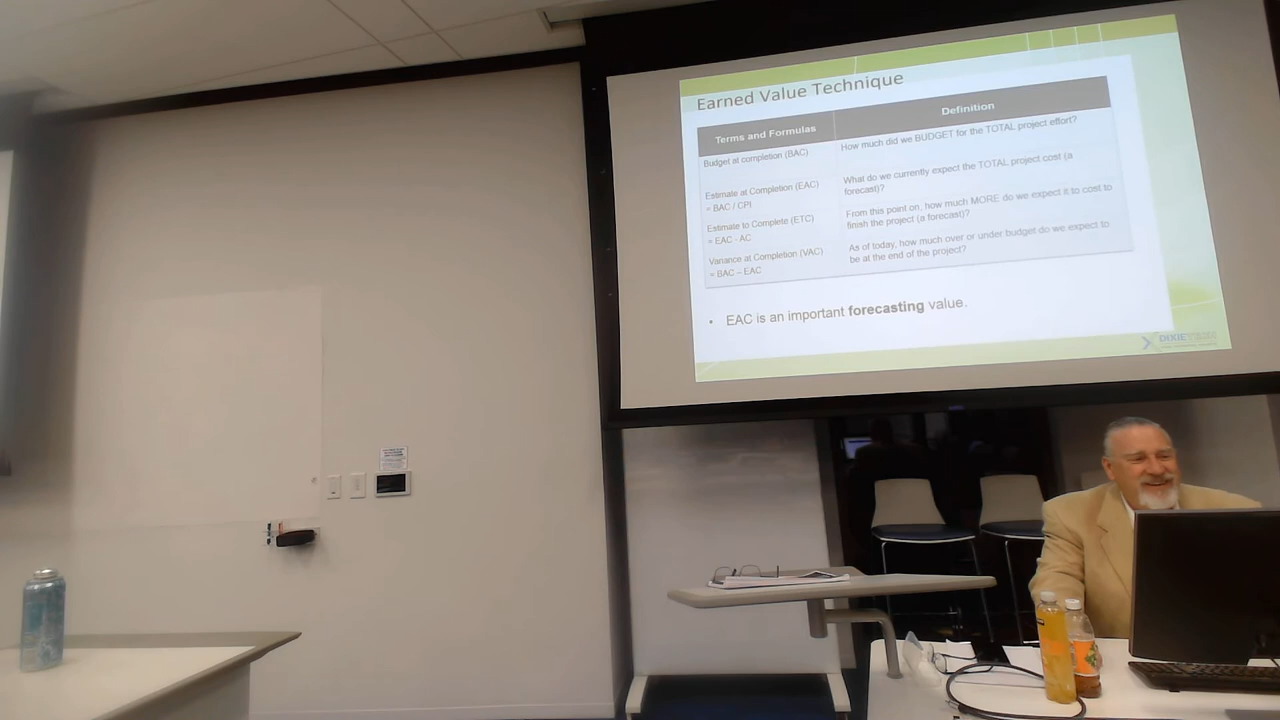 Earned Value Technique
Terms and Formulas
Definition
Budget at completion (BAC)
How much did we BUDGET for the TOTAL project effort?
Estimate at Completion (EAC)
= BAC / CPI
What do we currently expect the TOTAL project cost (a
forecast)?
Estimate to Complete (ETC)
= EAC - AC
From this point on, how much MORE do we expect it to cost to
finish the project (a forecast)?
Variance at Completion (VAC)
= BAC – EAC
As of today, how much over or under budget do we expect to
be at the end of the project?
• EAC is an important forecasting value.
DIXIE